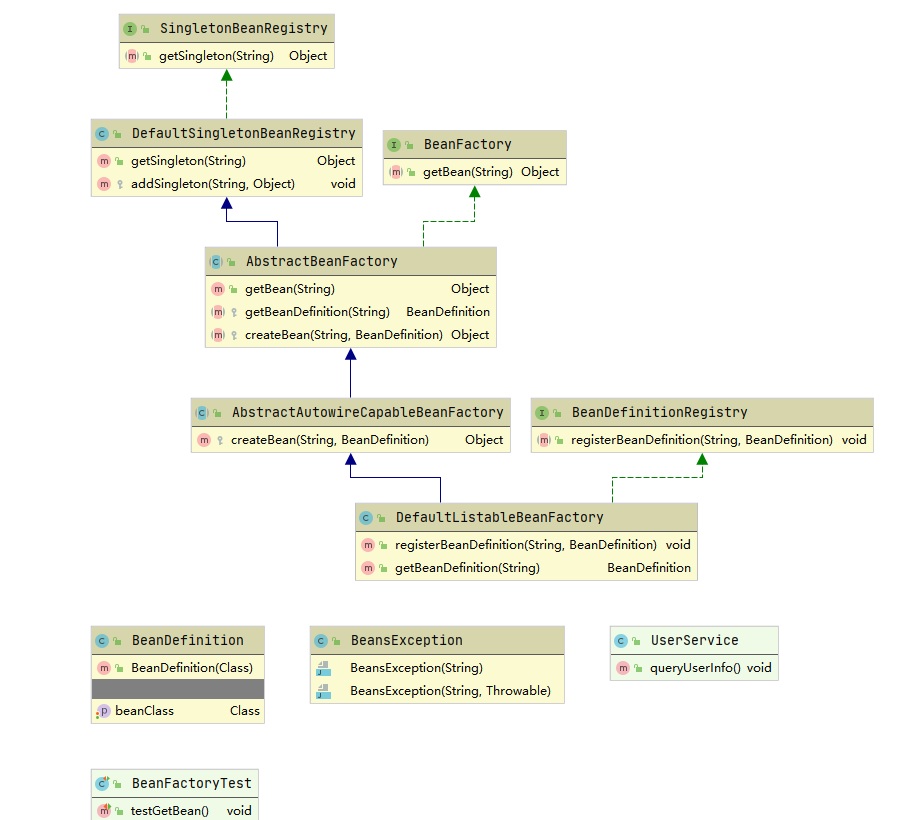 SingletonBeanRegistry
getSingleton(String) Object
DefaultSingletonBeanRegistry
getSingleton(String) Object
addSingleton(String, Object) void
BeanFactory
getBean(String) Object
AbstractBeanFactory
getBean(String) Object
getBeanDefinition(String) BeanDefinition
createBean(String, BeanDefinition) Object
AbstractAutowireCapableBeanFactory
createBean(String, BeanDefinition) Object
BeanDefinitionRegistry
registerBeanDefinition(String, BeanDefinition) void
DefaultListableBeanFactory
registerBeanDefinition(String, BeanDefinition) void
getBeanDefinition(String) BeanDefinition
BeanDefinition
BeanDefinition(Class)
beanClass Class
BeansException
BeansException(String)
BeansException(String, Throwable)
UserService
queryUserInfo() void
BeanFactoryTest
testGetBean() void